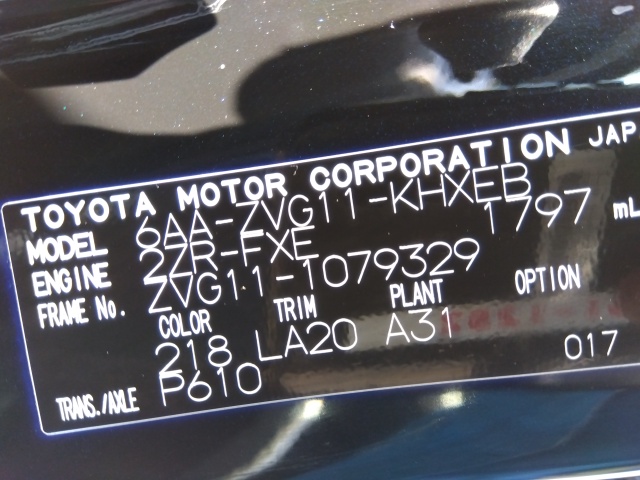 TOYOTA MOTOR CORPORATION JAP
MODEL 6AA-ZVG11-KHXEB
ENGINE 2ZR-FXE 1797 mL
FRAME No. ZVG11-1079329
COLOR TRIM PLANT OPTION
218 LA20 A31
TRANS./AXLE P610 017